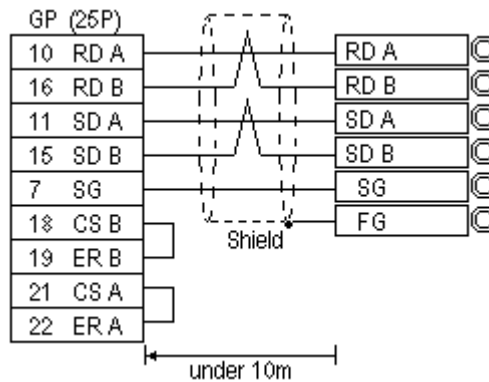 GP (25P)
10 RD A RD A
16 RD B RD B
11 SD A SD A
15 SD B SD B
7 SG SG
18 CS B FG
Shield
19 ER B
21 CS A
22 ER A
under 10m